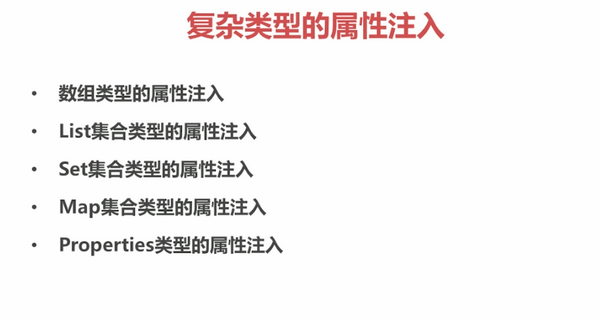 复杂类型的属性注入
• 数组类型的属性注入
• List集合类型的属性注入
• Set集合类型的属性注入
• Map集合类型的属性注入
• Properties类型的属性注入